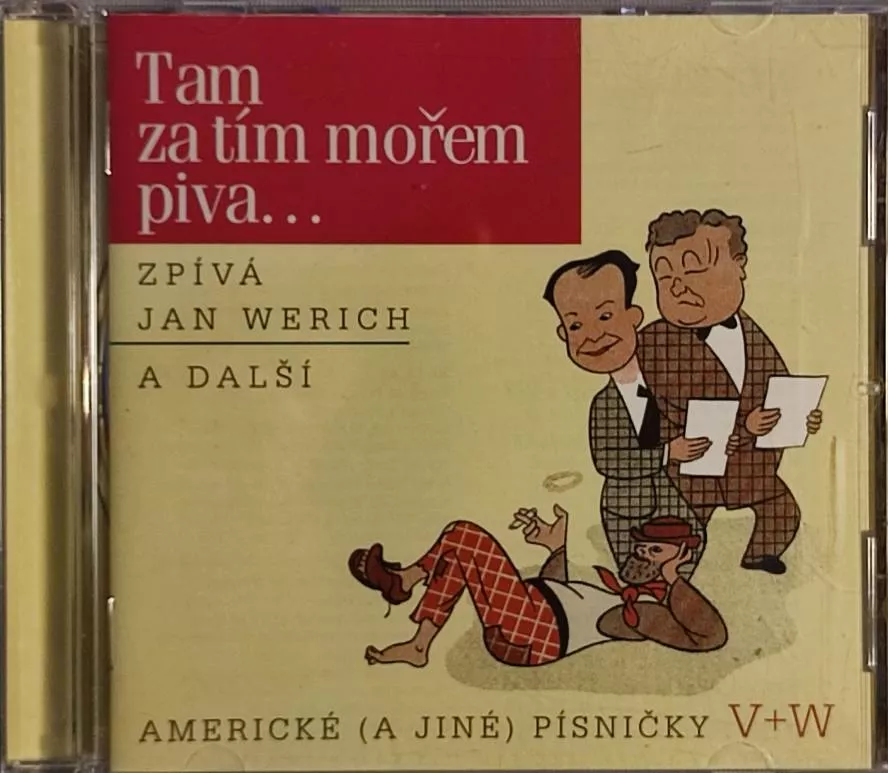 Tam
za tím mořem
piva...
ZPÍVÁ
JAN WERICH
A DALŠÍ
AMERICKÉ (A JINÉ) PÍSNIČKY V+W